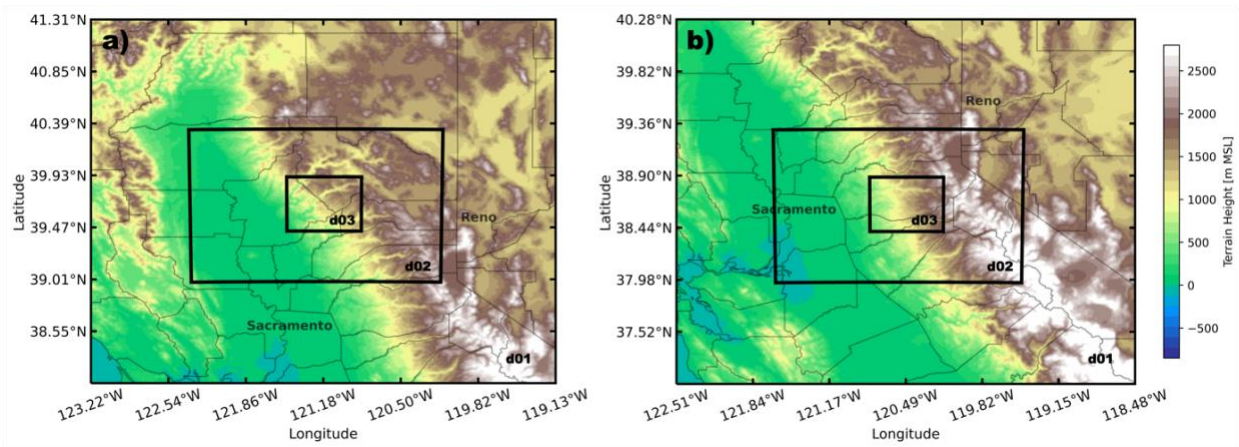 a)
41.31°N
40.85°N
40.39°N
39.93°N
39.47°N
39.01°N
38.55°N
Latitude
d03
Reno
d02
Sacramento
d01
123.22°W
122.54°W
121.86°W
121.18°W
120.50°W
119.82°W
119.13°W
Longitude
b)
40.28°N
39.82°N
39.36°N
38.90°N
38.44°N
37.98°N
37.52°N
Latitude
Reno
Sacramento
d03
d02
d01
122.51°W
121.84°W
121.17°W
120.49°W
119.82°W
119.15°W
118.48°W
Longitude
2500
2000
1500
1000
500
0
−500
Terrain Height [m MSL]